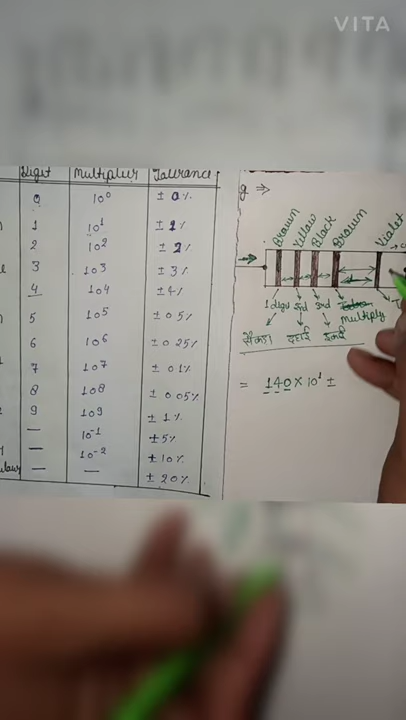 VITA
Digit Multiplier Tolerance
0 10⁰ ± 0%
1 10¹ ± 1%
2 10² ± 2%
3 10³ ± 3%
4 10⁴ ± 4%
5 10⁵ ± 0.5%
6 10⁶ ± 0.25%
7 10⁷ ± 0.1%
8 10⁸ ± 0.05%
9 10⁹ ± 1%
— 10⁻¹ ± 5%
— 10⁻² ± 10%
— — ± 20%
g ⇒
Brown Yellow Black Brown Violet
1 digit 2nd 3rd Multiply
सैकड़ा दहाई इकाई
= 140 × 10¹ ±